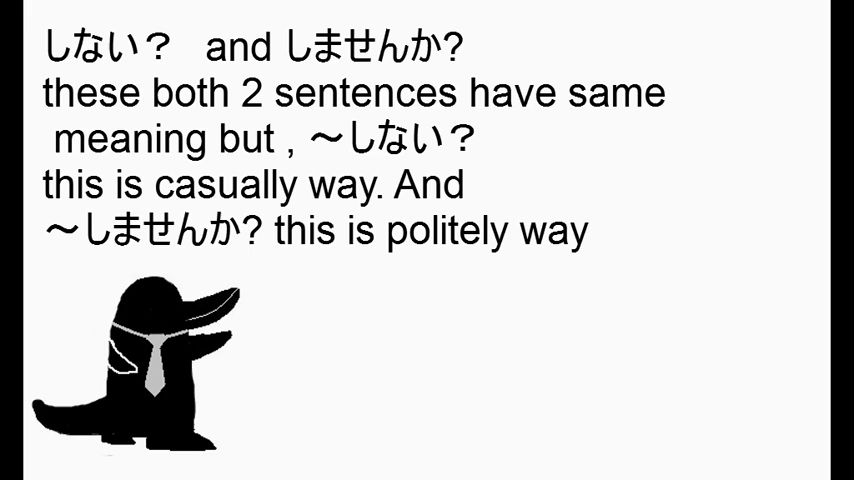 しない？ and しませんか?
these both 2 sentences have same
meaning but , ～しない？
this is casually way. And
～しませんか? this is politely way